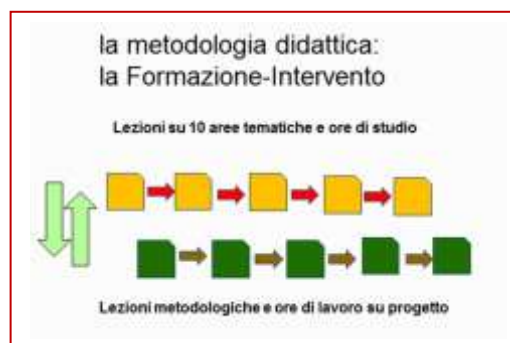 la metodologia didattica:
la Formazione-Intervento
Lezioni su 10 aree tematiche e ore di studio
Lezioni metodologiche e ore di lavoro su progetto